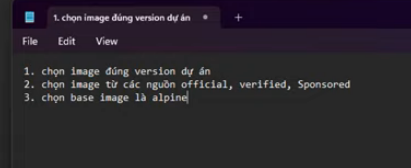 1. chọn image đúng version dự án
File Edit View
1. chọn image đúng version dự án
2. chọn image từ các nguồn official, verified, Sponsored
3. chọn base image là alpine